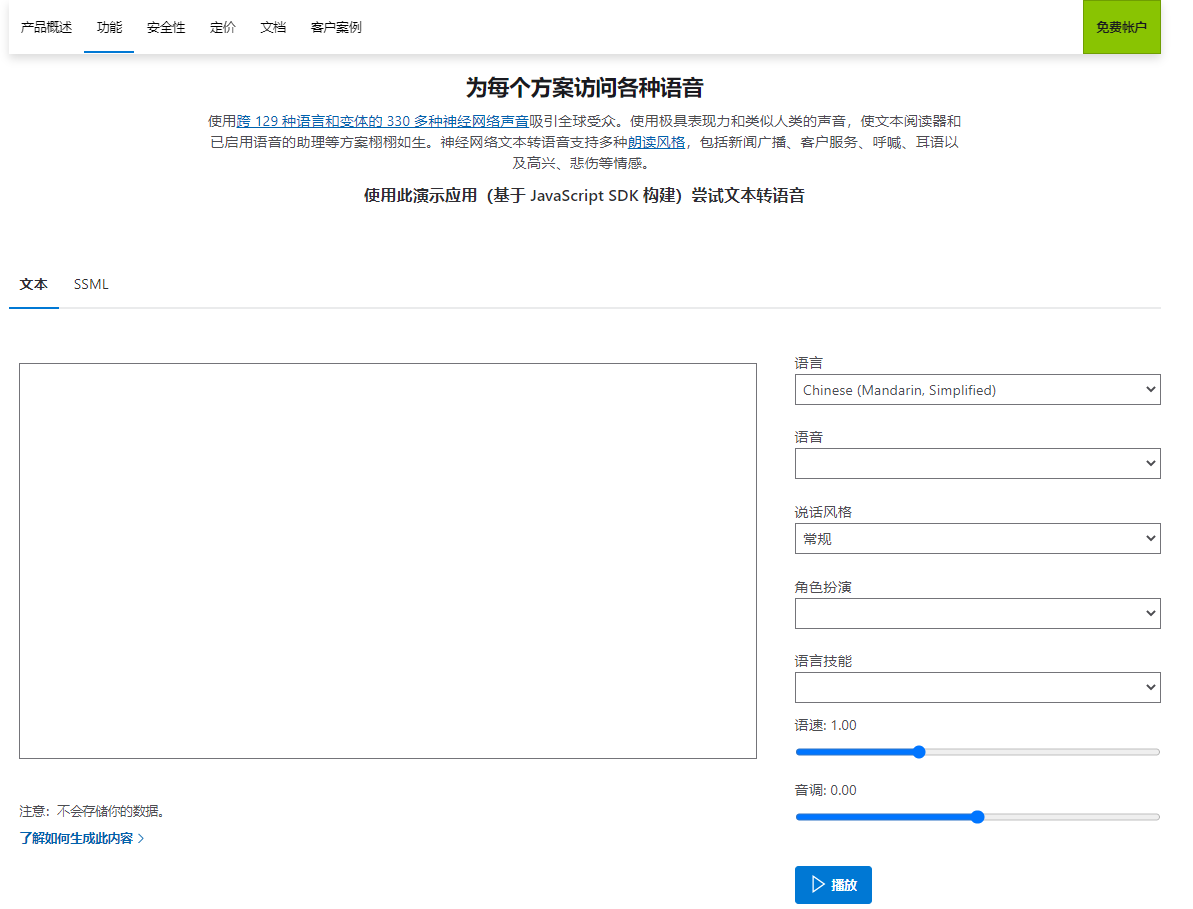 产品概述 功能 安全性 定价 文档 客户案例 免费帐户
为每个方案访问各种语音
使用跨 129 种语言和变体的 330 多种神经网络声音吸引全球受众。使用极具表现力和类似人类的声音，使文本阅读器和
已启用语音的助理等方案栩栩如生。神经网络文本转语音支持多种朗读风格，包括新闻广播、客户服务、呼喊、耳语以
及高兴、悲伤等情感。
使用此演示应用（基于 JavaScript SDK 构建）尝试文本转语音
文本 SSML
语言
Chinese (Mandarin, Simplified)
语音
说话风格
常规
角色扮演
语言技能
语速: 1.00
音调: 0.00
注意：不会存储你的数据。
了解如何生成此内容
播放